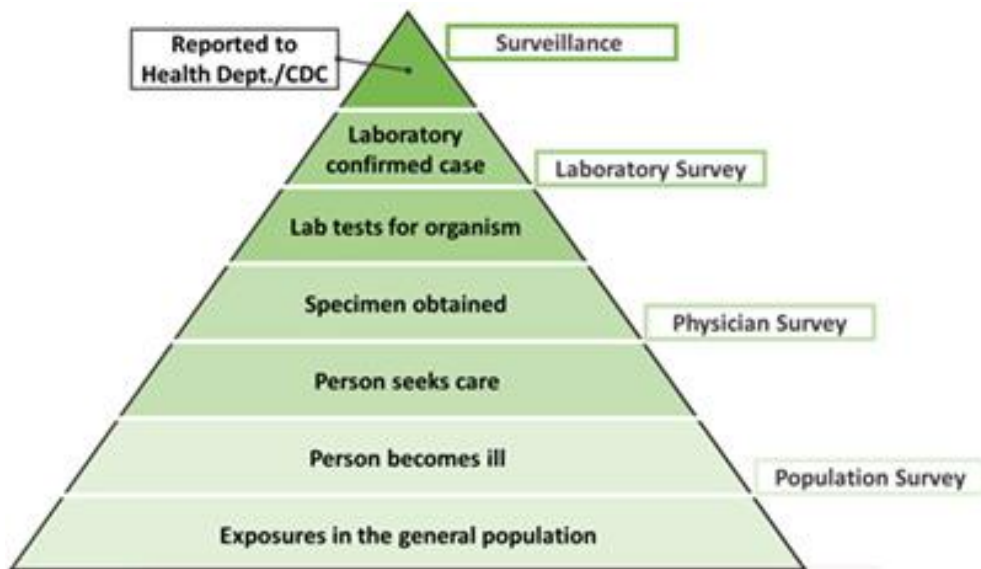 Reported to
Health Dept./CDC
Surveillance
Laboratory
confirmed case
Laboratory Survey
Lab tests for organism
Specimen obtained
Physician Survey
Person seeks care
Person becomes ill
Population Survey
Exposures in the general population